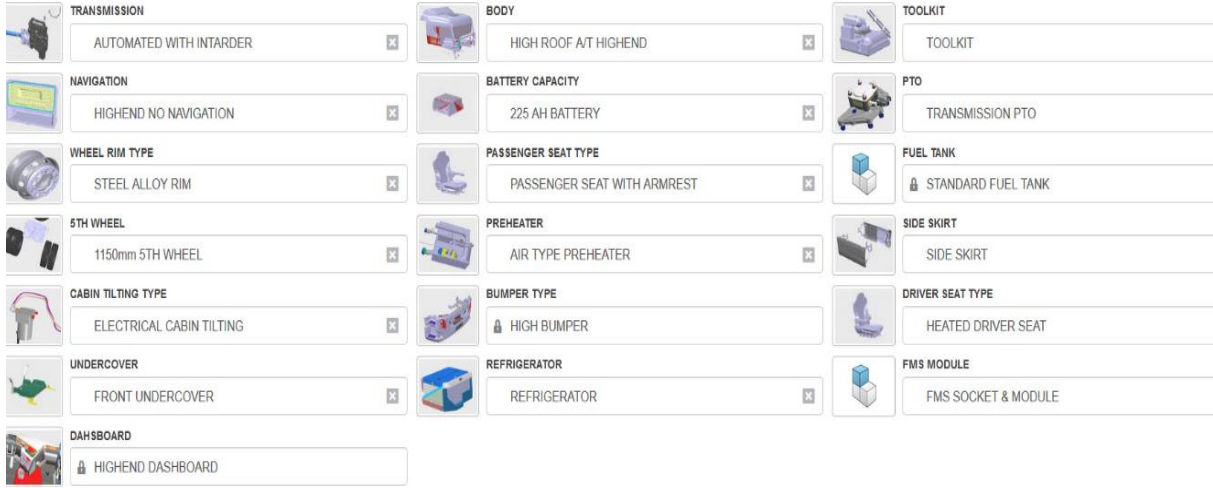 TRANSMISSION
AUTOMATED WITH INTARDER
BODY
HIGH ROOF A/T HIGHEND
TOOLKIT
TOOLKIT
NAVIGATION
HIGHEND NO NAVIGATION
BATTERY CAPACITY
225 AH BATTERY
PTO
TRANSMISSION PTO
WHEEL RIM TYPE
STEEL ALLOY RIM
PASSENGER SEAT TYPE
PASSENGER SEAT WITH ARMREST
FUEL TANK
STANDARD FUEL TANK
5TH WHEEL
1150mm 5TH WHEEL
PREHEATER
AIR TYPE PREHEATER
SIDE SKIRT
SIDE SKIRT
CABIN TILTING TYPE
ELECTRICAL CABIN TILTING
BUMPER TYPE
HIGH BUMPER
DRIVER SEAT TYPE
HEATED DRIVER SEAT
UNDERCOVER
FRONT UNDERCOVER
REFRIGERATOR
REFRIGERATOR
FMS MODULE
FMS SOCKET & MODULE
DAHSBOARD
HIGHEND DASHBOARD